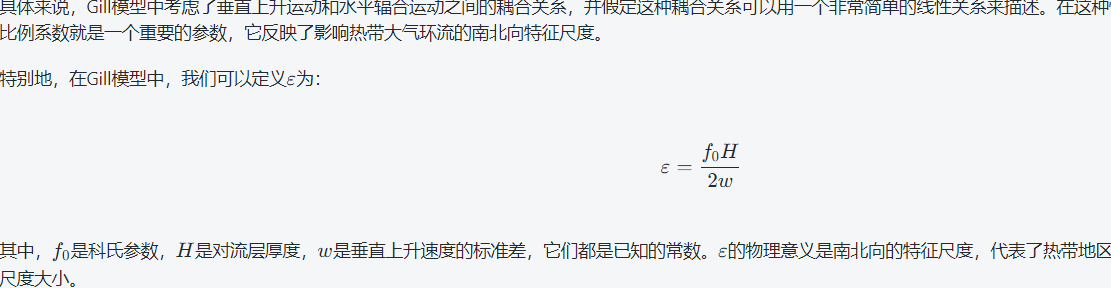 具体来说，Gill模型中考虑了垂直上升运动和水平辐合运动之间的耦合关系，并假定这种耦合关系可以用一个非常简单的线性关系来描述。在这种
比例系数就是一个重要的参数，它反映了影响热带大气环流的南北向特征尺度。
特别地，在Gill模型中，我们可以定义ε为：
ε = f₀H / 2w
其中，f₀是科氏参数，H是对流层厚度，w是垂直上升速度的标准差，它们都是已知的常数。ε的物理意义是南北向的特征尺度，代表了热带地区
尺度大小。